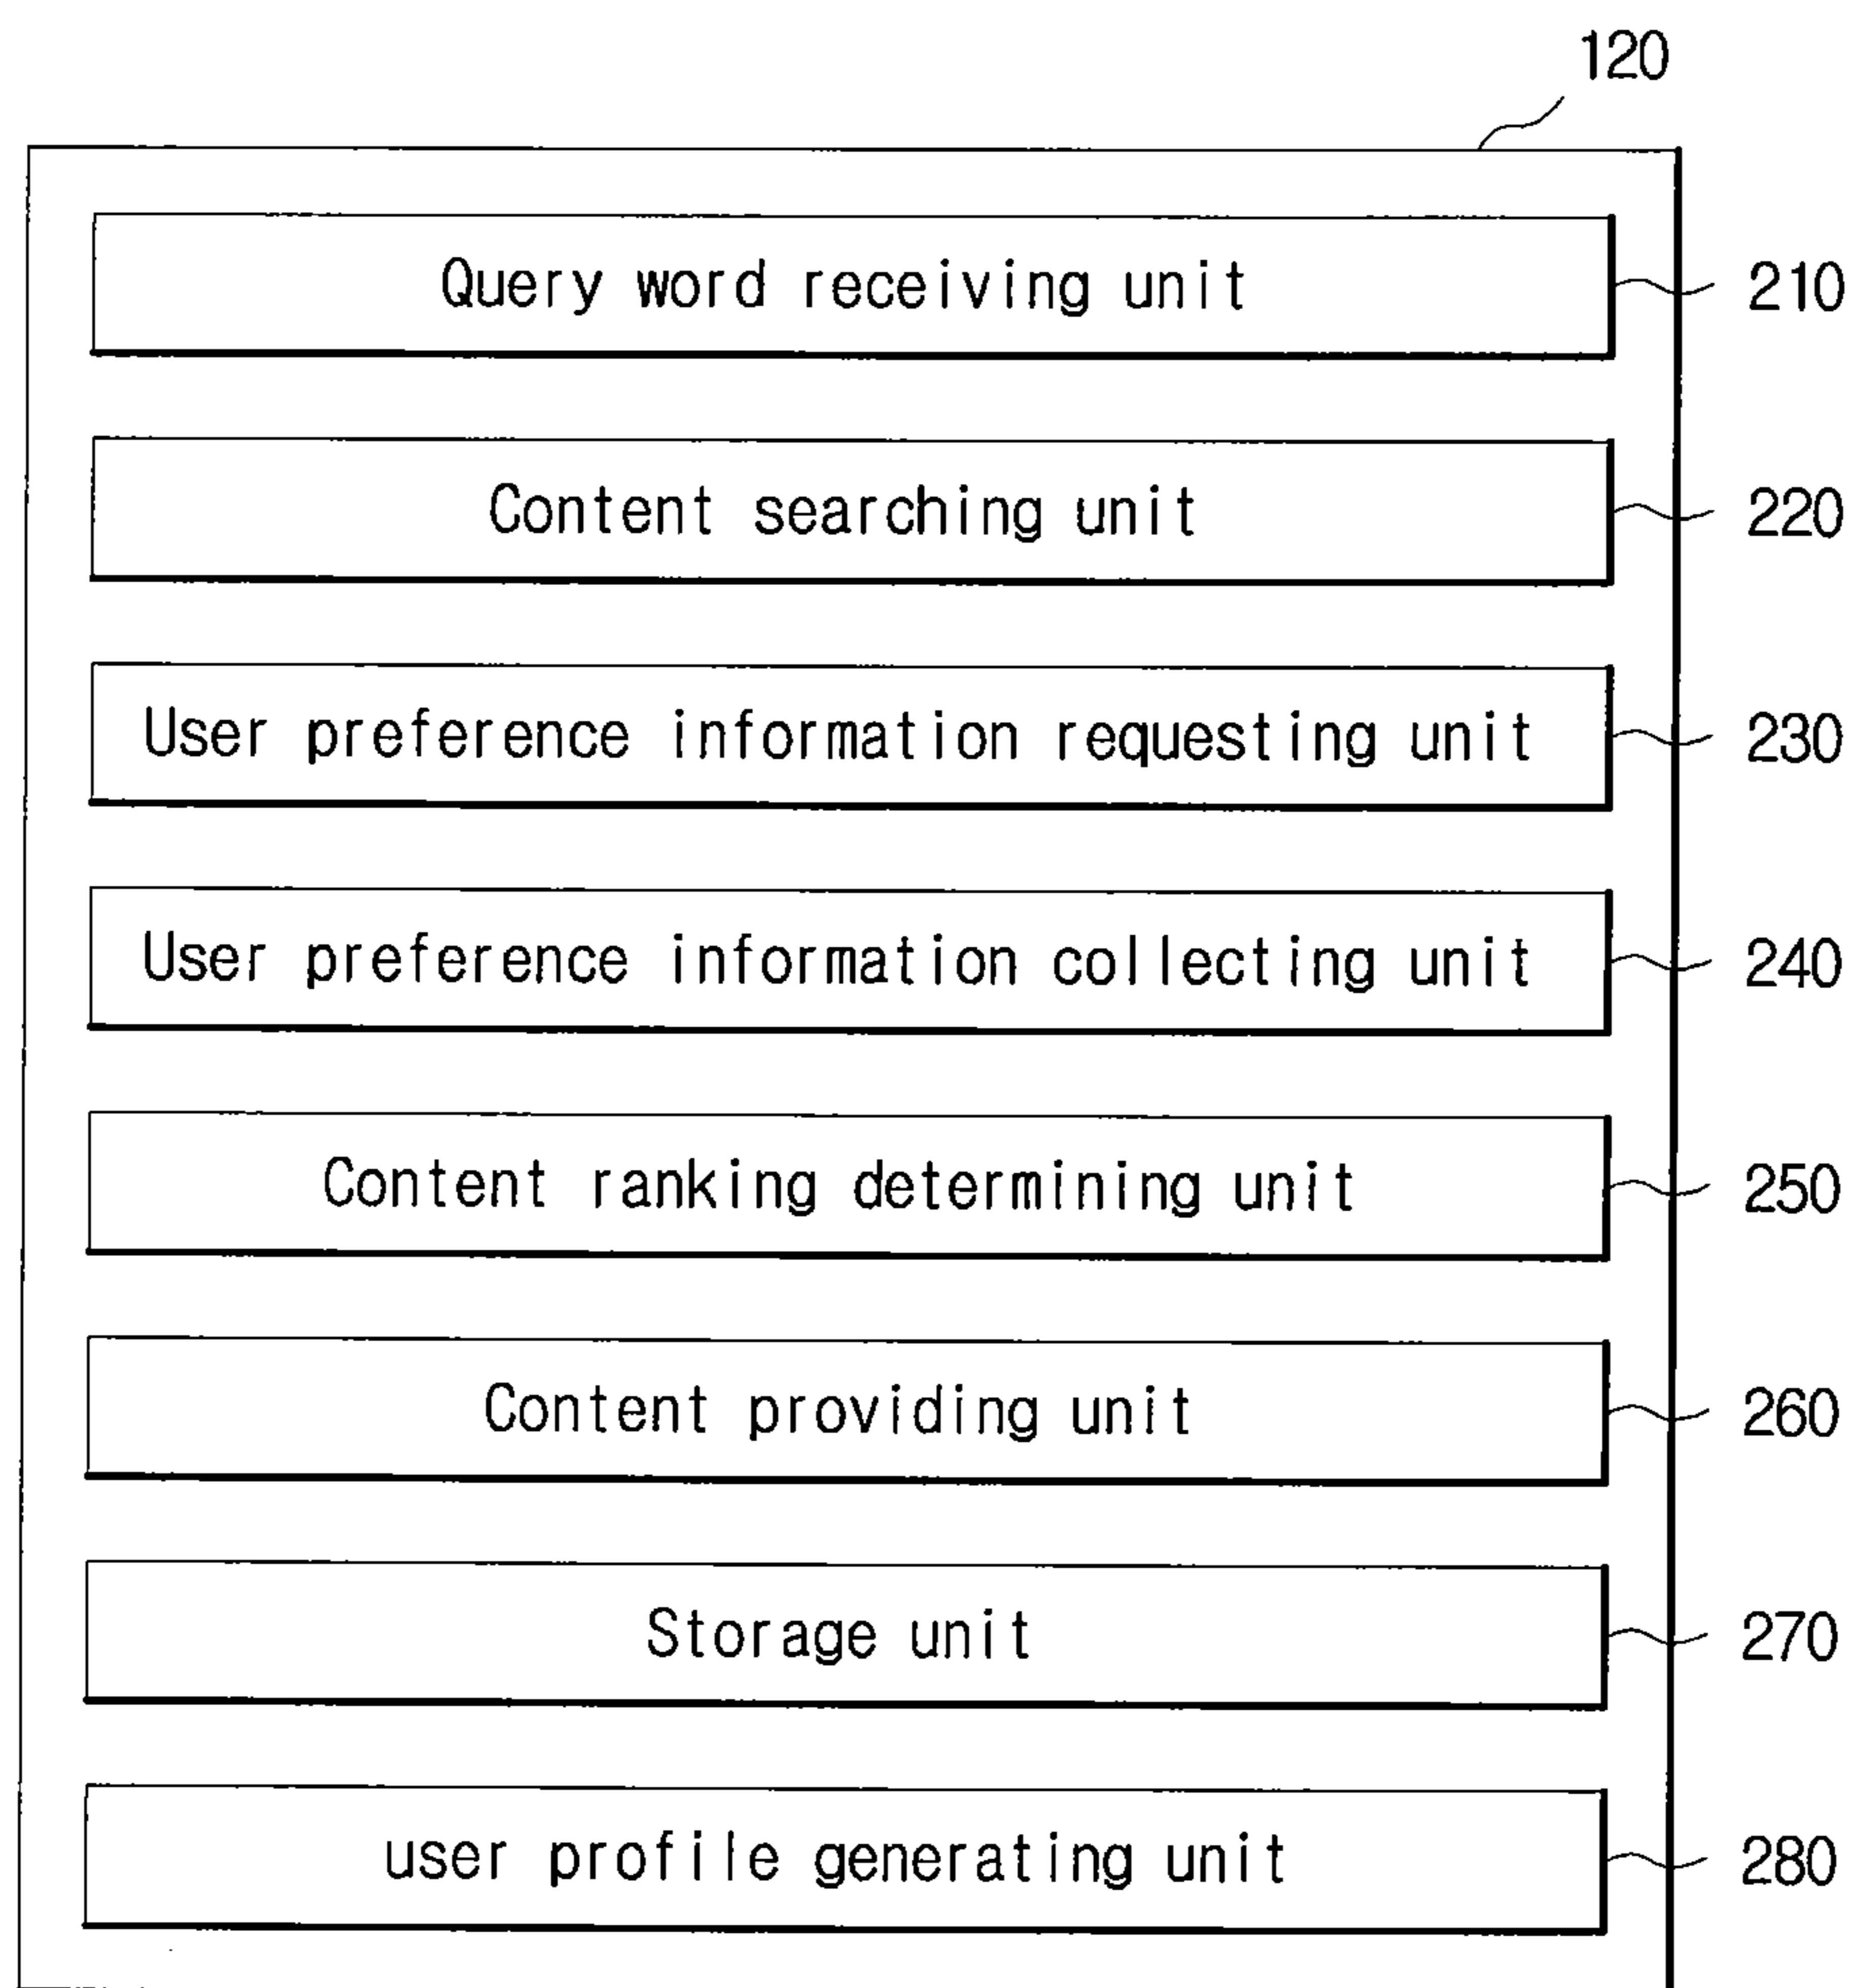 120
Query word receiving unit 210
Content searching unit 220
User preference information requesting unit 230
User preference information collecting unit 240
Content ranking determining unit 250
Content providing unit 260
Storage unit 270
user profile generating unit 280